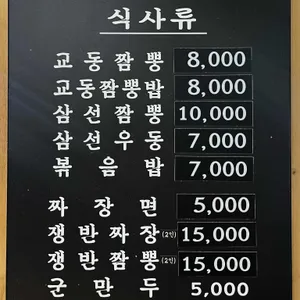 식사류
교동짬뽕 8,000
교동짬뽕밥 8,000
삼선짬뽕 10,000
삼선우동 7,000
볶음밥 7,000
짜장면 5,000
쟁반짜장(2인) 15,000
쟁반짬뽕(2인) 15,000
군만두 5,000